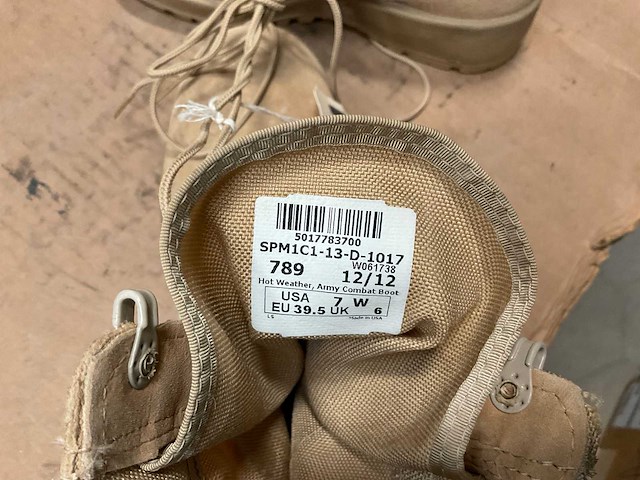 5017783700
SPM1C1-13-D-1017
W061738
789 12/12
Hot Weather, Army Combat Boot
USA 7 W
EU 39.5 UK 6
LS Made in USA